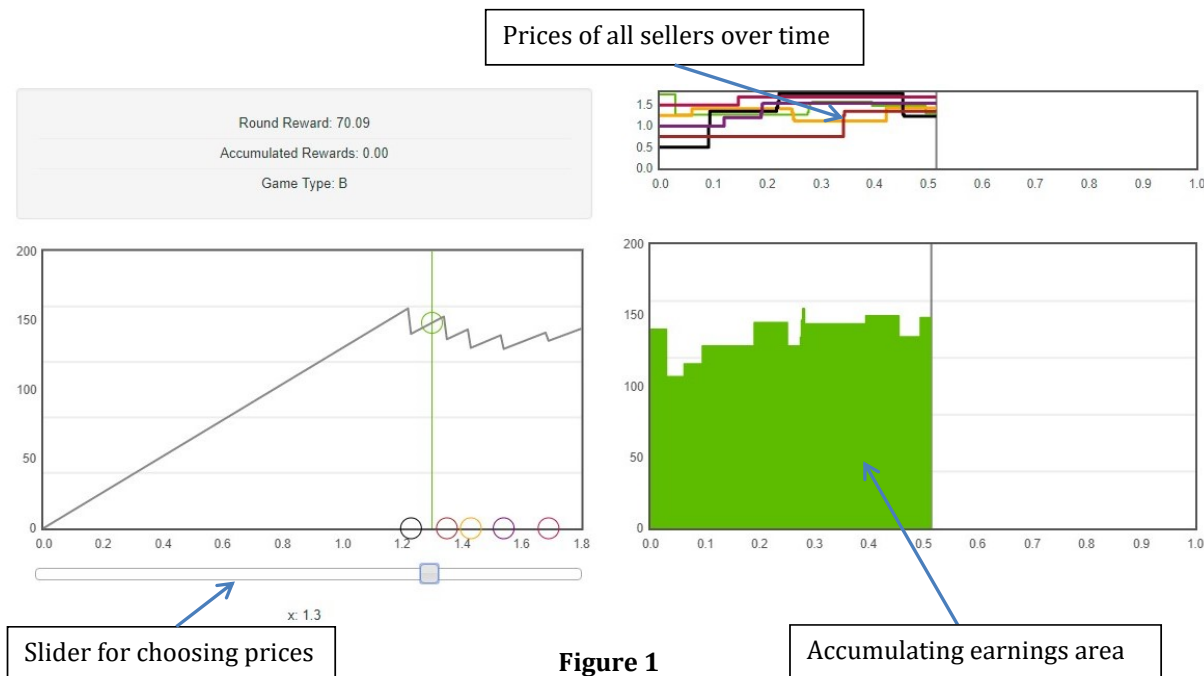 Prices of all sellers over time
Round Reward: 70.09
Accumulated Rewards: 0.00
Game Type: B
1.5
1.0
0.5
0.0
0.0 0.1 0.2 0.3 0.4 0.5 0.6 0.7 0.8 0.9 1.0
200
150
100
50
0
0.0 0.2 0.4 0.6 0.8 1.0 1.2 1.4 1.6 1.8
200
150
100
50
0
0.0 0.1 0.2 0.3 0.4 0.5 0.6 0.7 0.8 0.9 1.0
x: 1.3
Slider for choosing prices
Accumulating earnings area
Figure 1